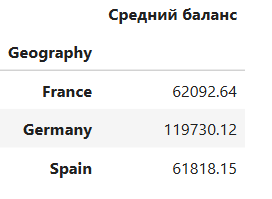 Средний баланс
Geography
France 62092.64
Germany 119730.12
Spain 61818.15